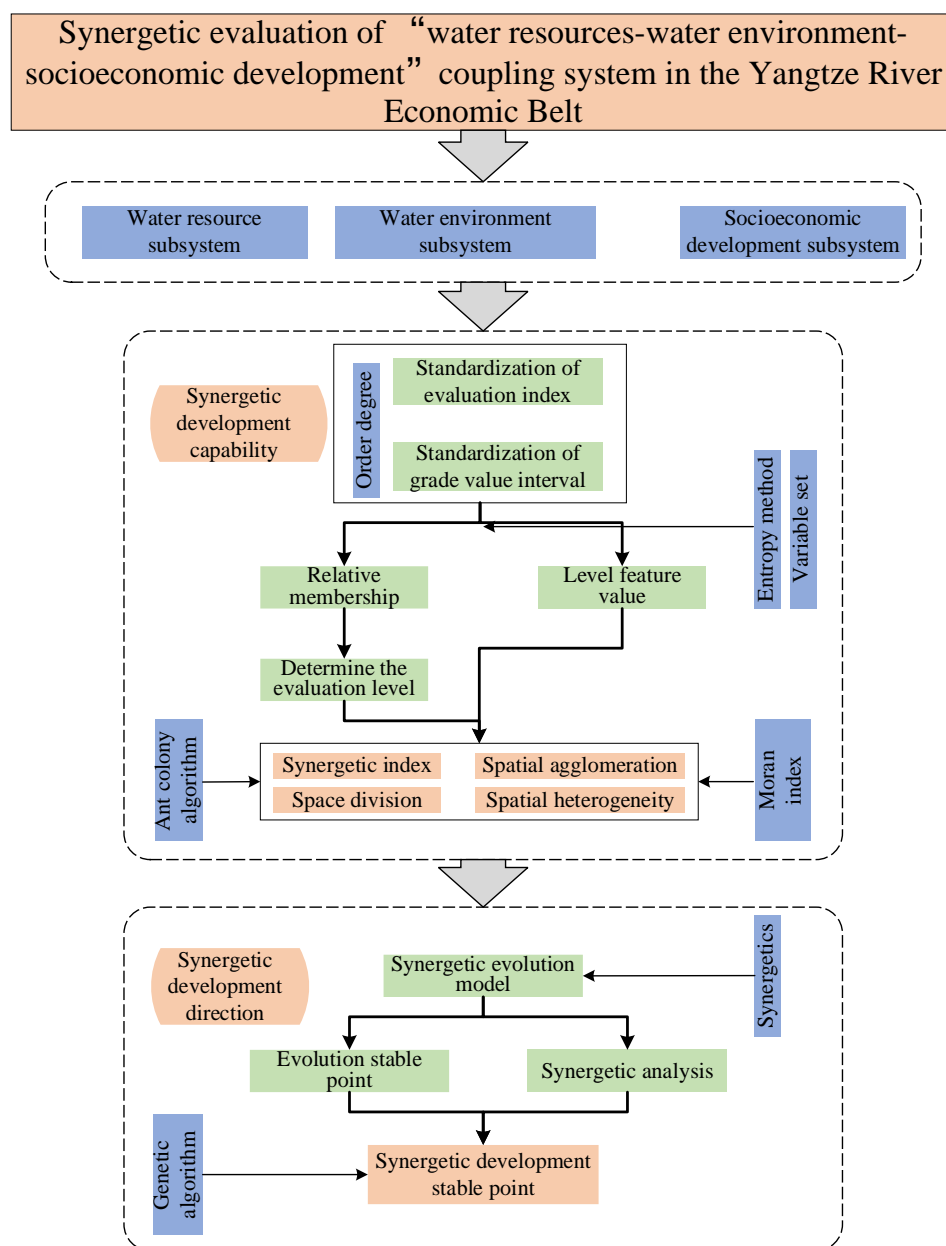 Synergetic evaluation of “water resources-water environment-
socioeconomic development” coupling system in the Yangtze River
Economic Belt
Water resource
subsystem
Water environment
subsystem
Socioeconomic
development subsystem
Synergetic
development
capability
Order degree
Standardization of
evaluation index
Standardization of
grade value interval
Entropy method
Variable set
Relative
membership
Level feature
value
Determine the
evaluation level
Ant colony
algorithm
Synergetic index
Spatial agglomeration
Space division
Spatial heterogeneity
Moran
index
Synergetic
development
direction
Synergetic evolution
model
Synergetics
Evolution stable
point
Synergetic analysis
Genetic
algorithm
Synergetic development
stable point